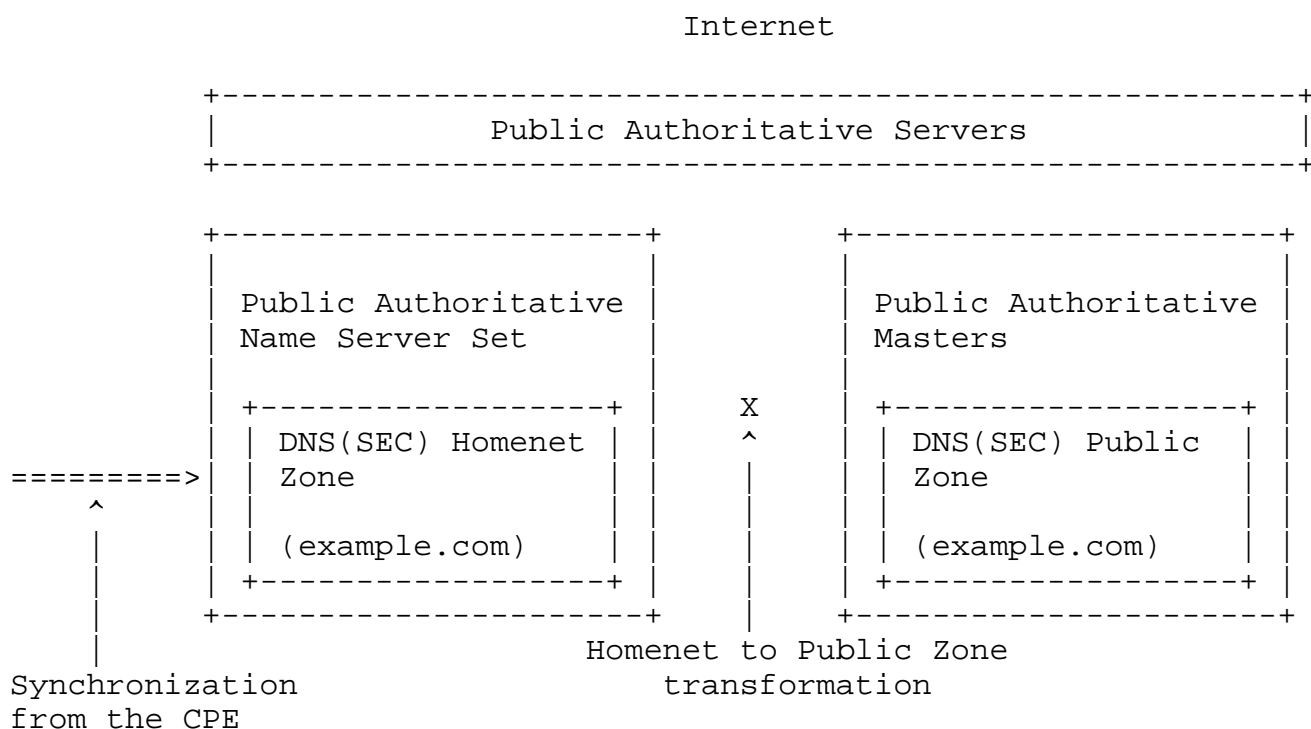 Internet
Public Authoritative Servers
Public Authoritative
Name Server Set
Public Authoritative
Masters
X
DNS(SEC) Homenet
Zone
(example.com)
DNS(SEC) Public
Zone
(example.com)
Homenet to Public Zone
transformation
Synchronization
from the CPE